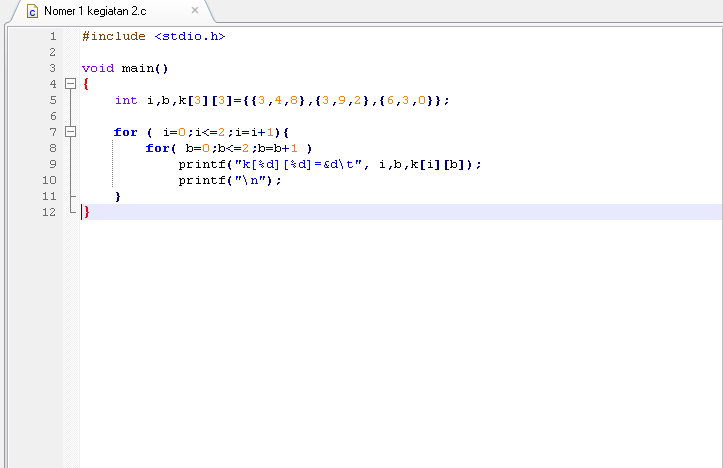 Nomer 1 kegiatan 2.c
1 #include <stdio.h>
2
3 void main()
4 {
5 int i,b,k[3][3]={{3,4,8},{3,9,2},{6,3,0}};
6
7 for ( i=0;i<=2;i=i+1){
8 for( b=0;b<=2;b=b+1 )
9 printf("k[%d][%d]=&d\t", i,b,k[i][b]);
10 printf("\n");
11 }
12 }